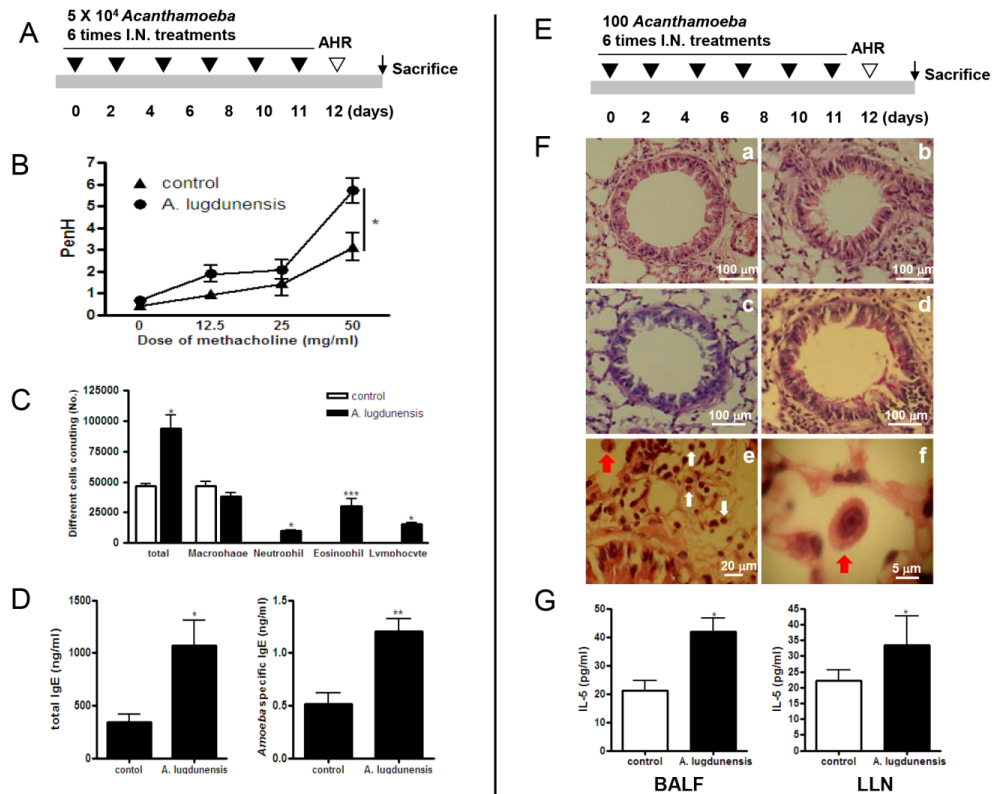 A
5 X 10⁴ Acanthamoeba
6 times I.N. treatments
AHR
Sacrifice
0 2 4 6 8 10 11 12 (days)
B
7
6
5
4
3
2
1
0
PenH
control
A. lugdunensis
*
0 12.5 25 50
Dose of methacholine (mg/ml)
C
Different cells conuting (No.)
125000
100000
75000
50000
25000
0
control
A. lugdunensis
* * *** *
total Macrophage Neutrophil Eosinophil Lymphocyte
D
total IgE (ng/ml)
1500
1000
500
0
*
contol A. lugdunensis
Amoeba specific IgE (ng/ml)
1.5
1.0
0.5
0.0
**
control A. lugdunensis
E
100 Acanthamoeba
6 times I.N. treatments
AHR
Sacrifice
0 2 4 6 8 10 11 12 (days)
F
a
100 μm
b
100 μm
c
100 μm
d
100 μm
e
20 μm
f
5 μm
G
IL-5 (pg/ml)
50
40
30
20
10
0
*
control A. lugdunensis
BALF
IL-5 (pg/ml)
45
40
35
30
25
20
15
10
5
0
*
control A. lugdunensis
LLN